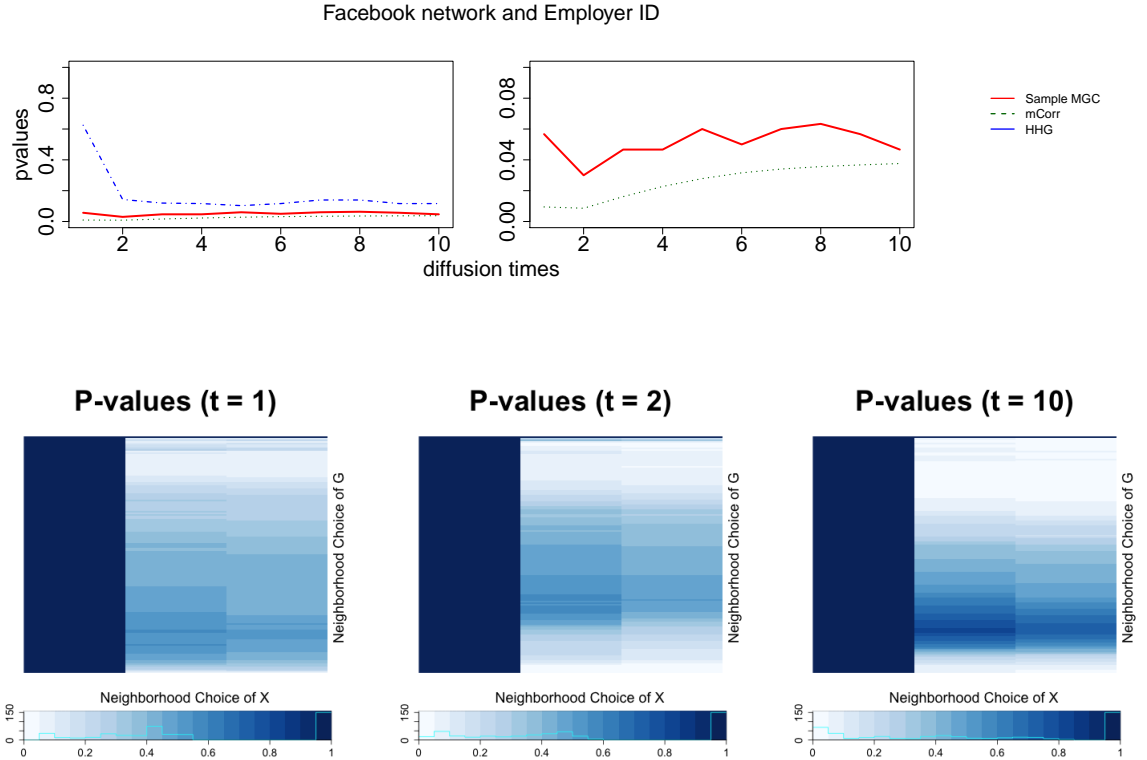 Facebook network and Employer ID
pvalues
0.0 0.4 0.8
2 4 6 8 10
0.00 0.04 0.08
2 4 6 8 10
diffusion times
Sample MGC
mCorr
HHG
P-values (t = 1)
Neighborhood Choice of G
Neighborhood Choice of X
0 150
0 0.2 0.4 0.6 0.8 1
P-values (t = 2)
Neighborhood Choice of G
Neighborhood Choice of X
0 150
0 0.2 0.4 0.6 0.8 1
P-values (t = 10)
Neighborhood Choice of G
Neighborhood Choice of X
0 150
0 0.2 0.4 0.6 0.8 1